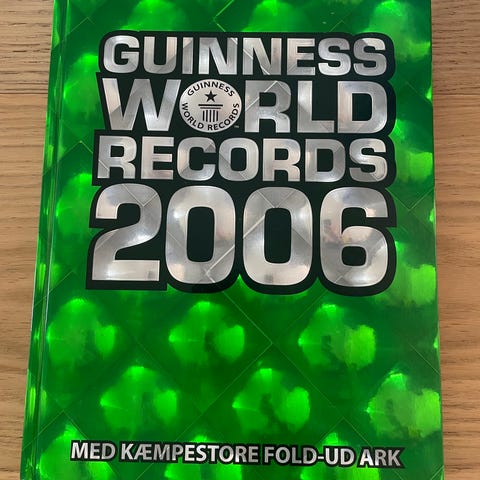 GUINNESS
WORLD
GUINNESS
WORLD RECORDS
RECORDS
2006
MED KÆMPESTORE FOLD-UD ARK